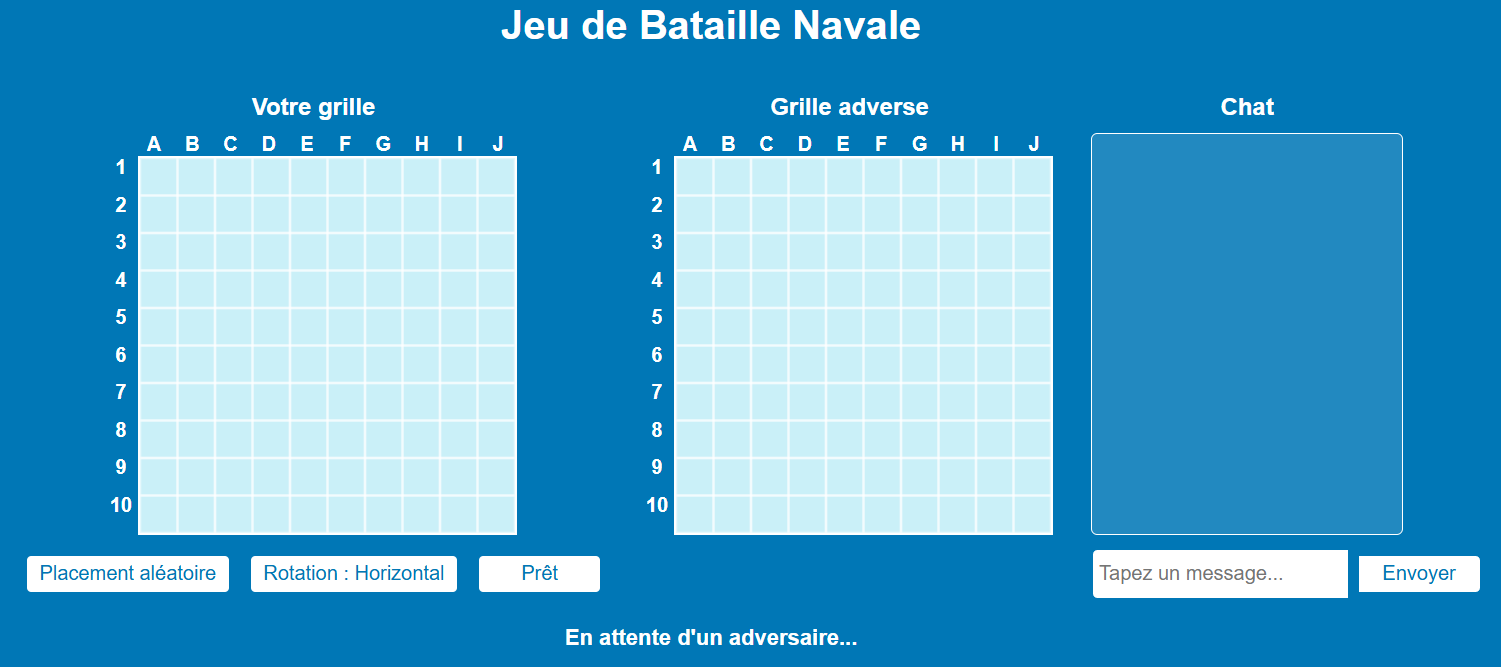 Jeu de Bataille Navale
Votre grille
A B C D E F G H I J
1
2
3
4
5
6
7
8
9
10
Placement aléatoire
Rotation : Horizontal
Prêt
Grille adverse
A B C D E F G H I J
1
2
3
4
5
6
7
8
9
10
Chat
Tapez un message...
Envoyer
En attente d'un adversaire...